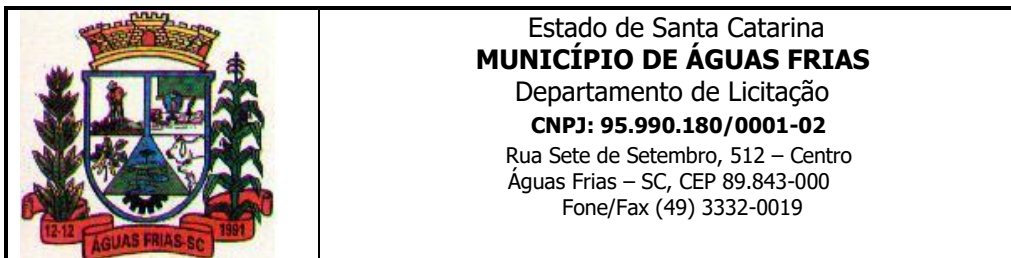 12-12
ÁGUAS FRIAS-SC
1991
Estado de Santa Catarina
MUNICÍPIO DE ÁGUAS FRIAS
Departamento de Licitação
CNPJ: 95.990.180/0001-02
Rua Sete de Setembro, 512 – Centro
Águas Frias – SC, CEP 89.843-000
Fone/Fax (49) 3332-0019